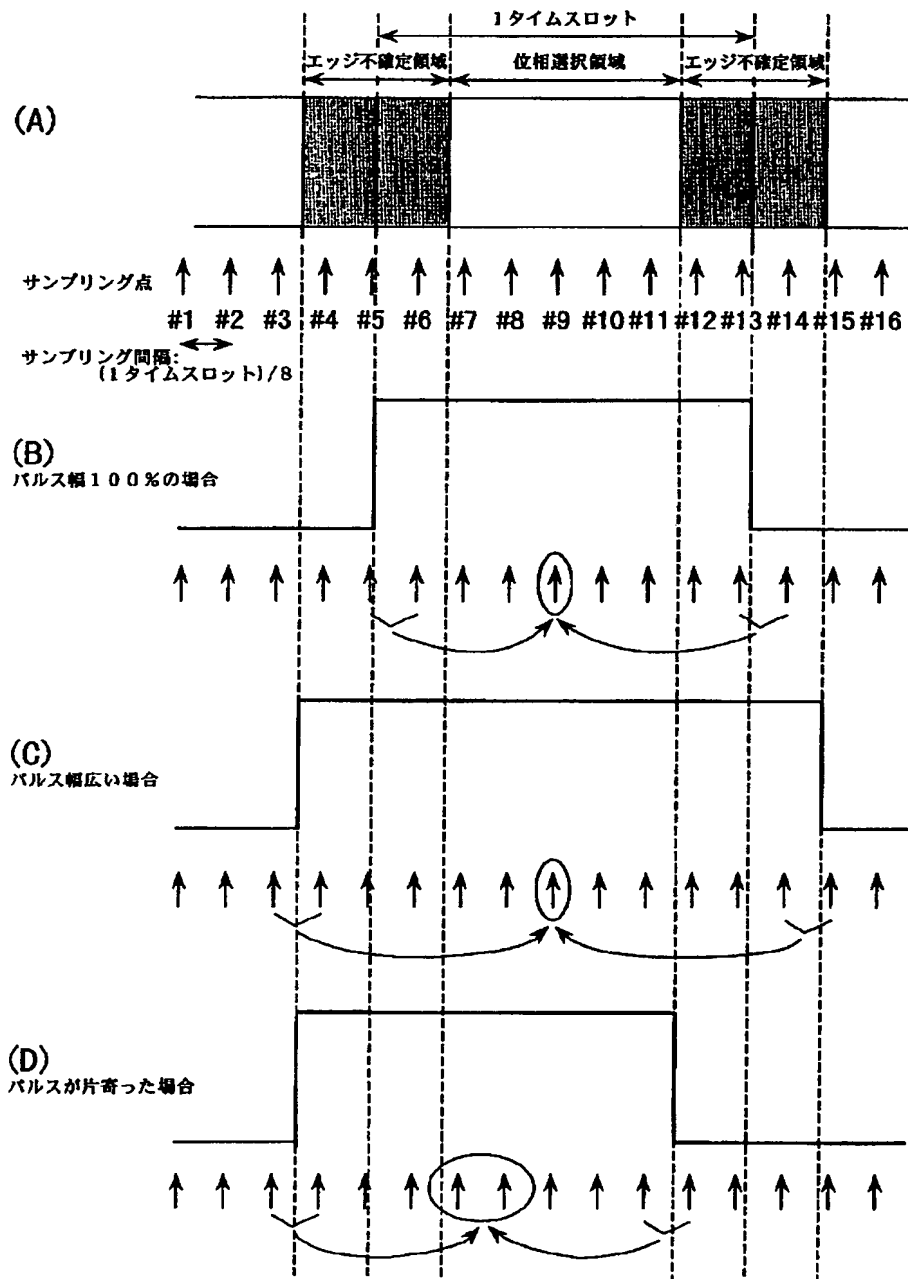 1タイムスロット
エッジ不確定領域 位相選択領域 エッジ不確定領域
(A)
サンプリング点
#1 #2 #3 #4 #5 #6 #7 #8 #9 #10 #11 #12 #13 #14 #15 #16
サンプリング間隔:
(1タイムスロット)/8
(B)
パルス幅100%の場合
(C)
パルス幅広い場合
(D)
パルスが片寄った場合